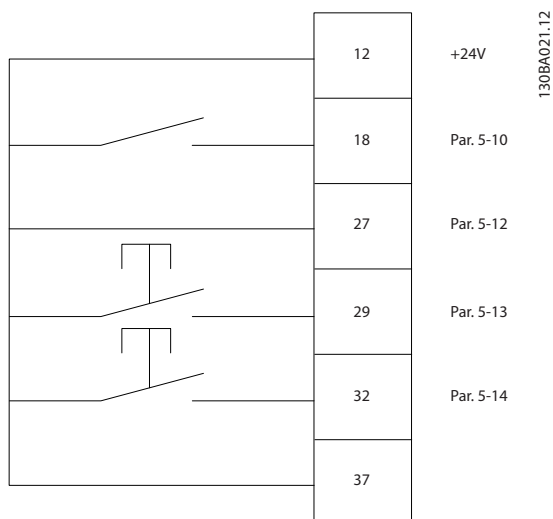 12 +24V
18 Par. 5-10
27 Par. 5-12
29 Par. 5-13
32 Par. 5-14
37
130BA021.12